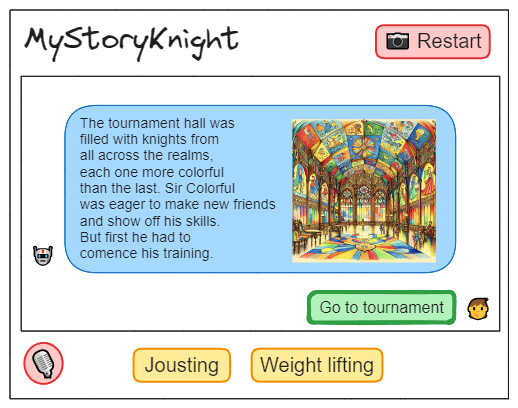 MyStoryKnight
Restart
The tournament hall was
filled with knights from
all across the realms,
each one more colorful
than the last. Sir Colorful
was eager to make new friends
and show off his skills.
But first he had to
comence his training.
Go to tournament
Jousting
Weight lifting